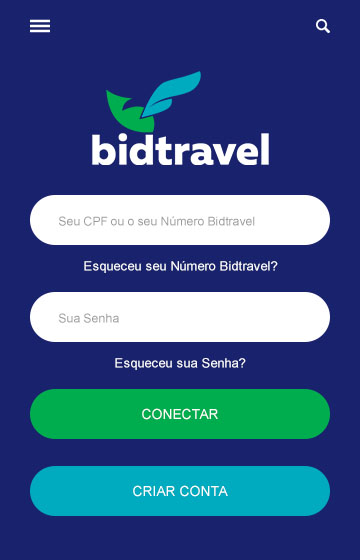 bidtravel
Seu CPF ou o seu Número Bidtravel
Esqueceu seu Número Bidtravel?
Sua Senha
Esqueceu sua Senha?
CONECTAR
CRIAR CONTA